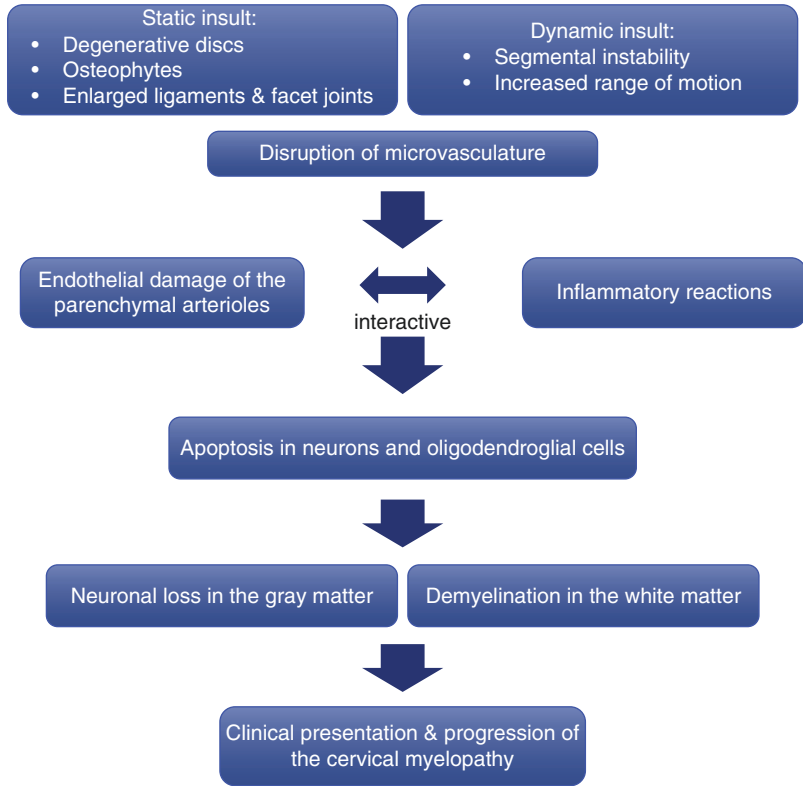 Static insult:
• Degenerative discs
• Osteophytes
• Enlarged ligaments & facet joints
Dynamic insult:
• Segmental instability
• Increased range of motion
Disruption of microvasculature
Endothelial damage of the
parenchymal arterioles
interactive
Inflammatory reactions
Apoptosis in neurons and oligodendroglial cells
Neuronal loss in the gray matter
Demyelination in the white matter
Clinical presentation & progression of
the cervical myelopathy